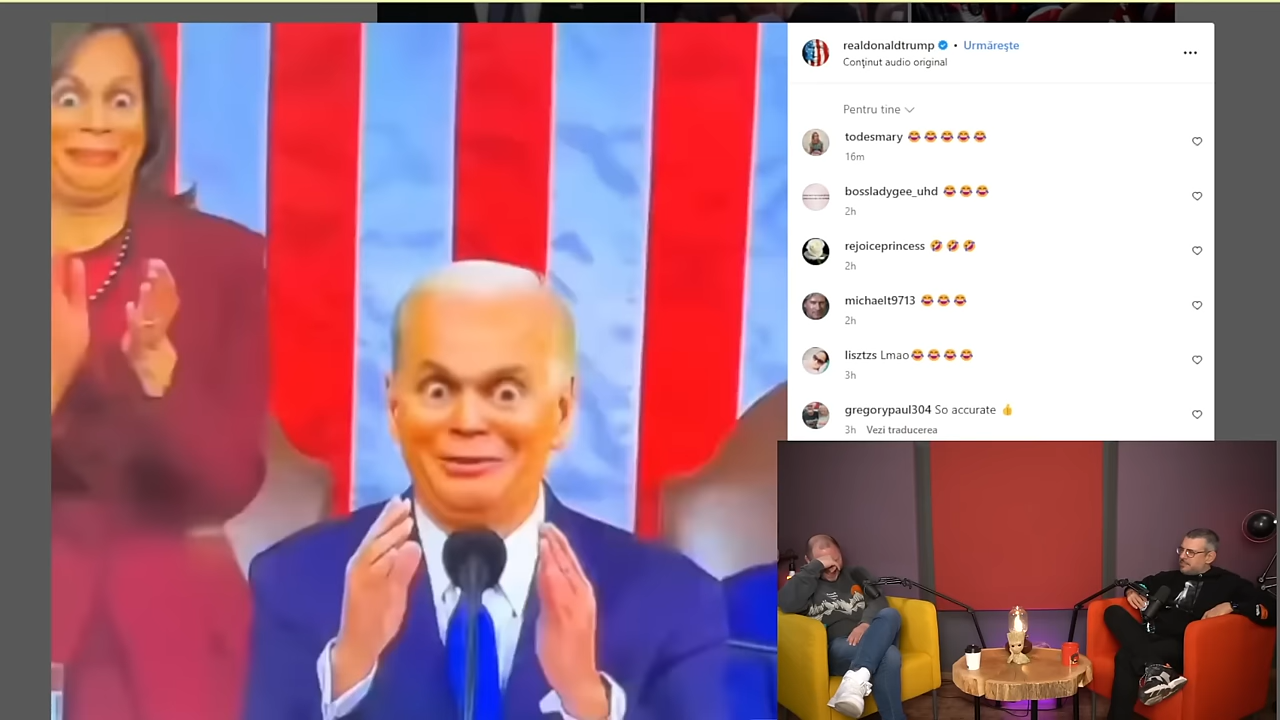 realdonaldtrump • Urmărește
Conținut audio original
Pentru tine
todesmary 😂😂😂😂😂
16m
bossladygee_uhd 😂😂😂
2h
rejoiceprincess 🤣🤣🤣
2h
michaelt9713 😂😂😂
2h
lisztzs Lmao😂😂😂😂
3h
gregorypaul304 So accurate 👍
3h Vezi traducerea